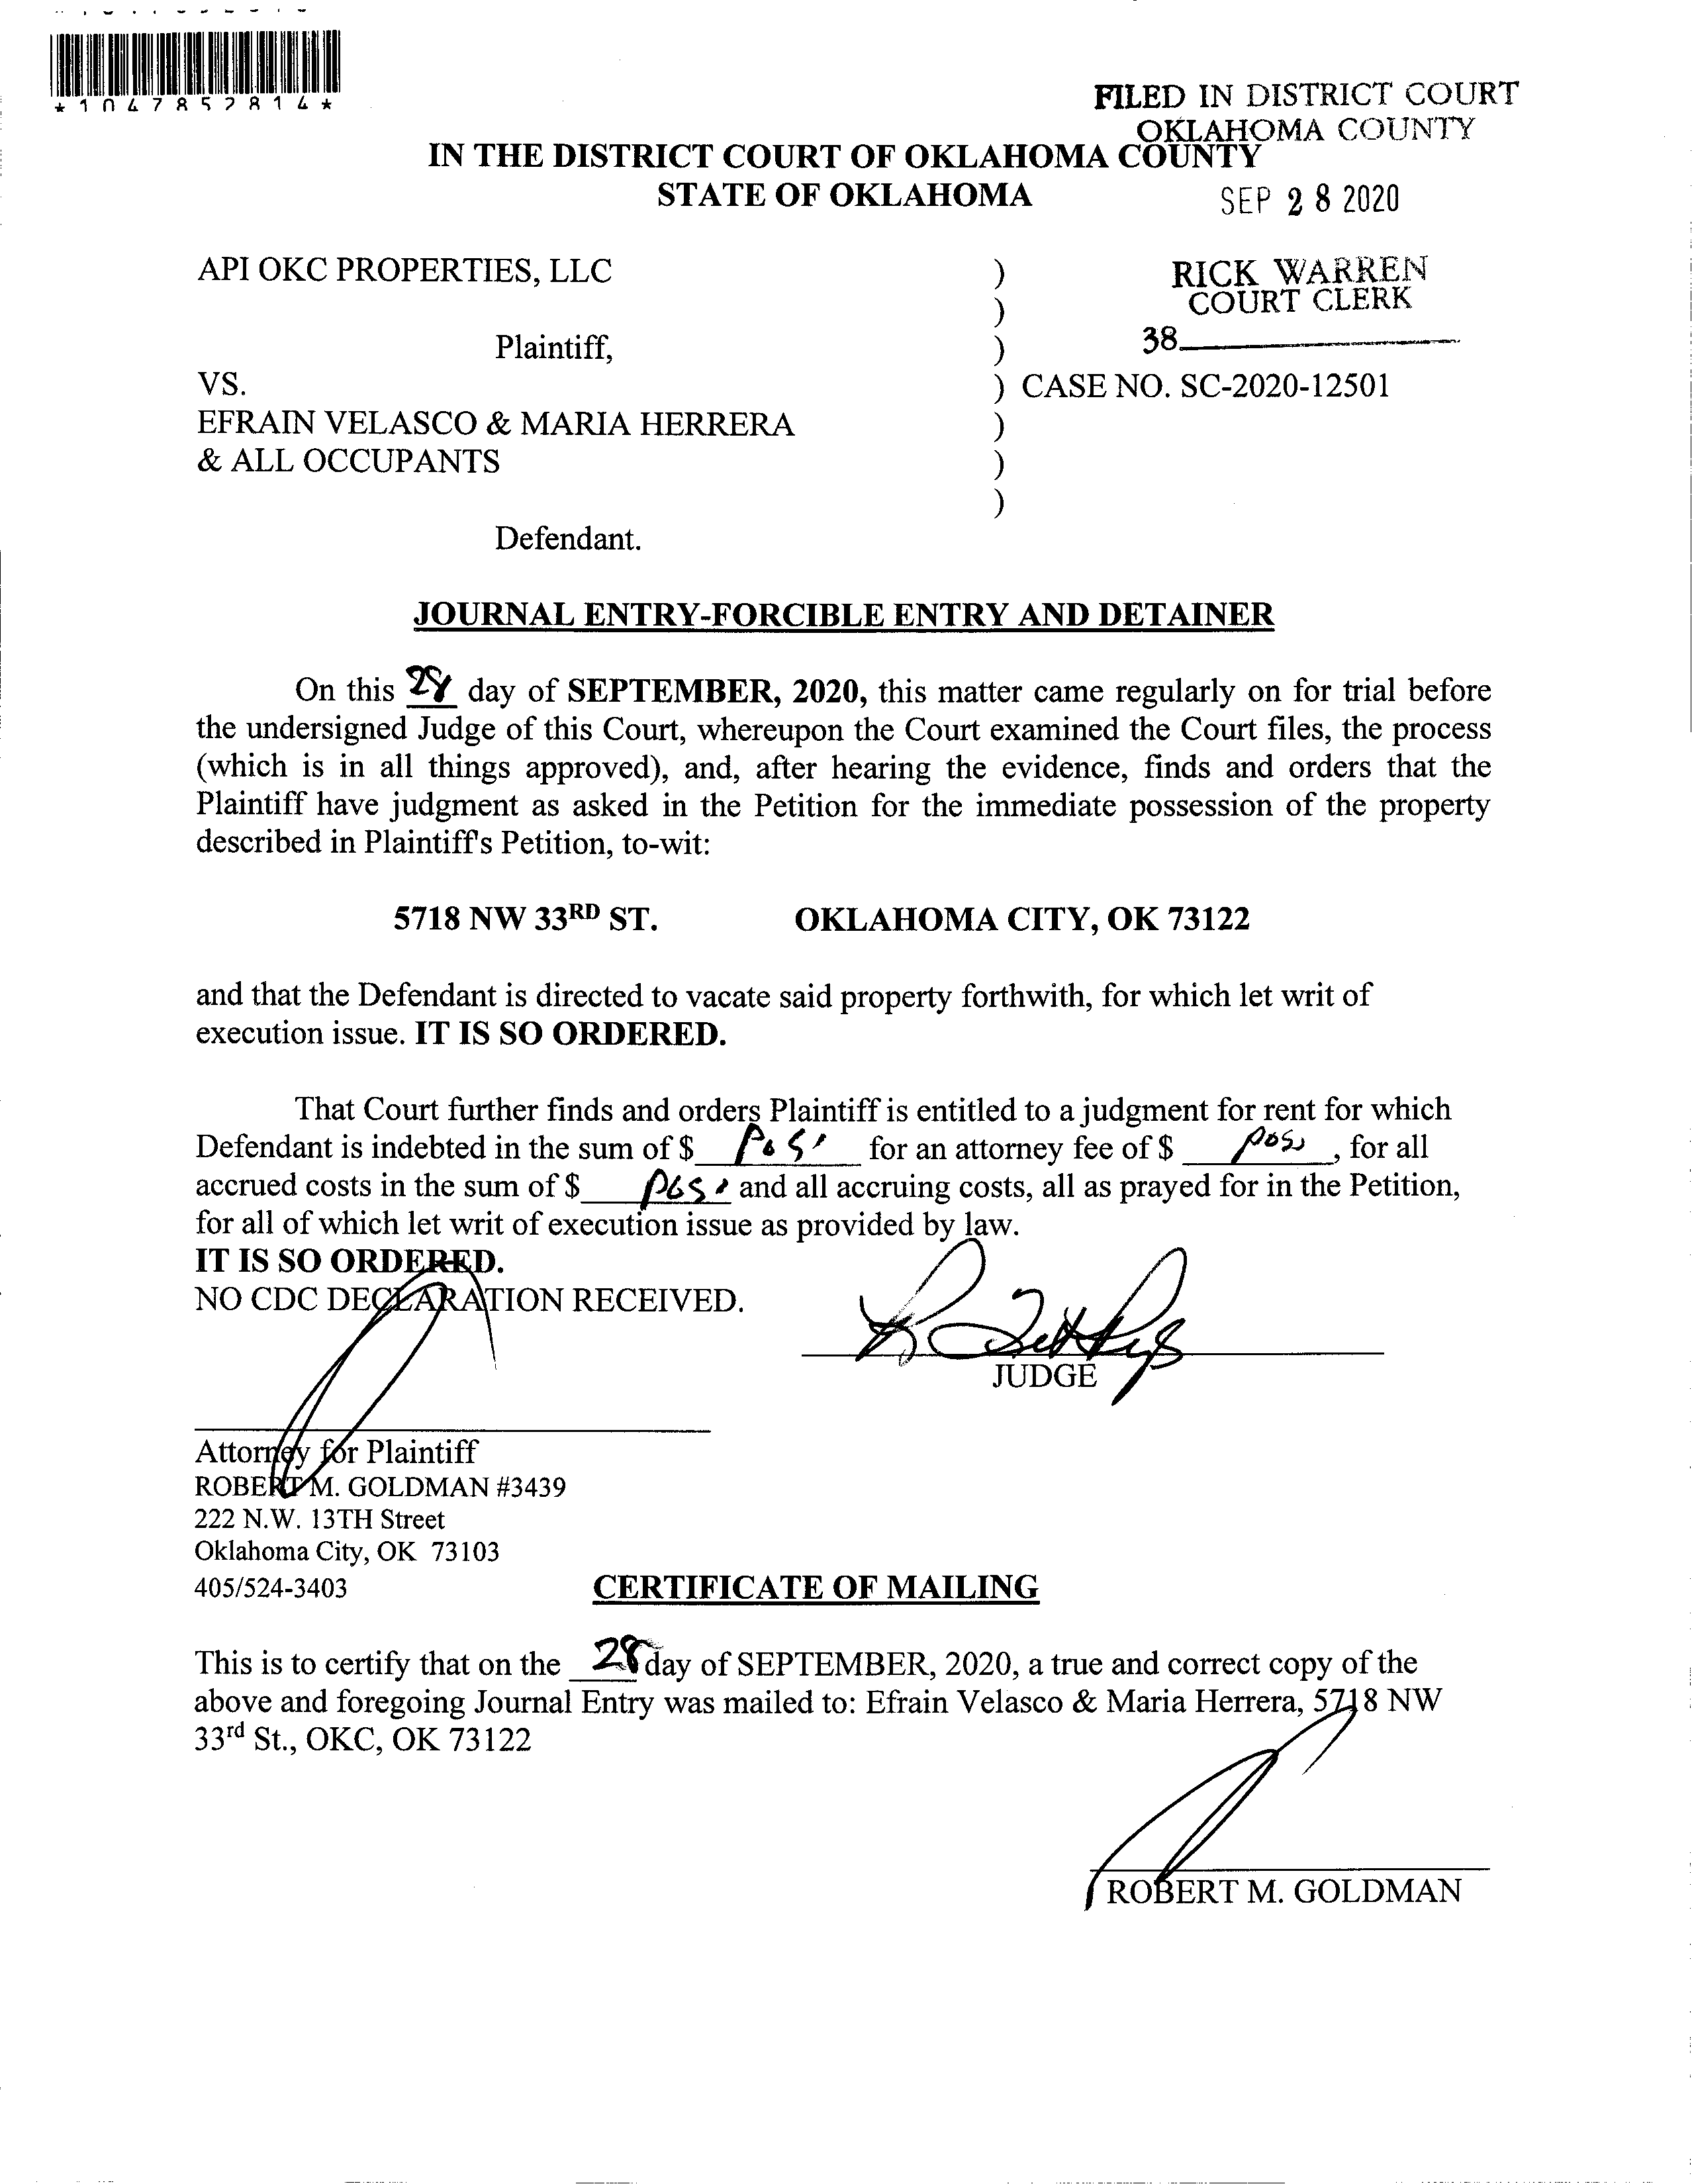 *1047852814*
FILED IN DISTRICT COURT
OKLAHOMA COUNTY
IN THE DISTRICT COURT OF OKLAHOMA COUNTY
STATE OF OKLAHOMA
SEP 28 2020
API OKC PROPERTIES, LLC )
RICK WARREN
COURT CLERK
)
38
Plaintiff, )
VS. ) CASE NO. SC-2020-12501
EFRAIN VELASCO & MARIA HERRERA )
& ALL OCCUPANTS )
)
Defendant.
JOURNAL ENTRY-FORCIBLE ENTRY AND DETAINER
On this 28 day of SEPTEMBER, 2020, this matter came regularly on for trial before
the undersigned Judge of this Court, whereupon the Court examined the Court files, the process
(which is in all things approved), and, after hearing the evidence, finds and orders that the
Plaintiff have judgment as asked in the Petition for the immediate possession of the property
described in Plaintiff's Petition, to-wit:
5718 NW 33RD ST. OKLAHOMA CITY, OK 73122
and that the Defendant is directed to vacate said property forthwith, for which let writ of
execution issue. IT IS SO ORDERED.
That Court further finds and orders Plaintiff is entitled to a judgment for rent for which
Defendant is indebted in the sum of $ Pos. for an attorney fee of $ pos, for all
accrued costs in the sum of $ pos. and all accruing costs, all as prayed for in the Petition,
for all of which let writ of execution issue as provided by law.
IT IS SO ORDERED.
NO CDC DECLARATION RECEIVED.
JUDGE
Attorney for Plaintiff
ROBERT M. GOLDMAN #3439
222 N.W. 13TH Street
Oklahoma City, OK 73103
405/524-3403
CERTIFICATE OF MAILING
This is to certify that on the 28 day of SEPTEMBER, 2020, a true and correct copy of the
above and foregoing Journal Entry was mailed to: Efrain Velasco & Maria Herrera, 5718 NW
33rd St., OKC, OK 73122
ROBERT M. GOLDMAN